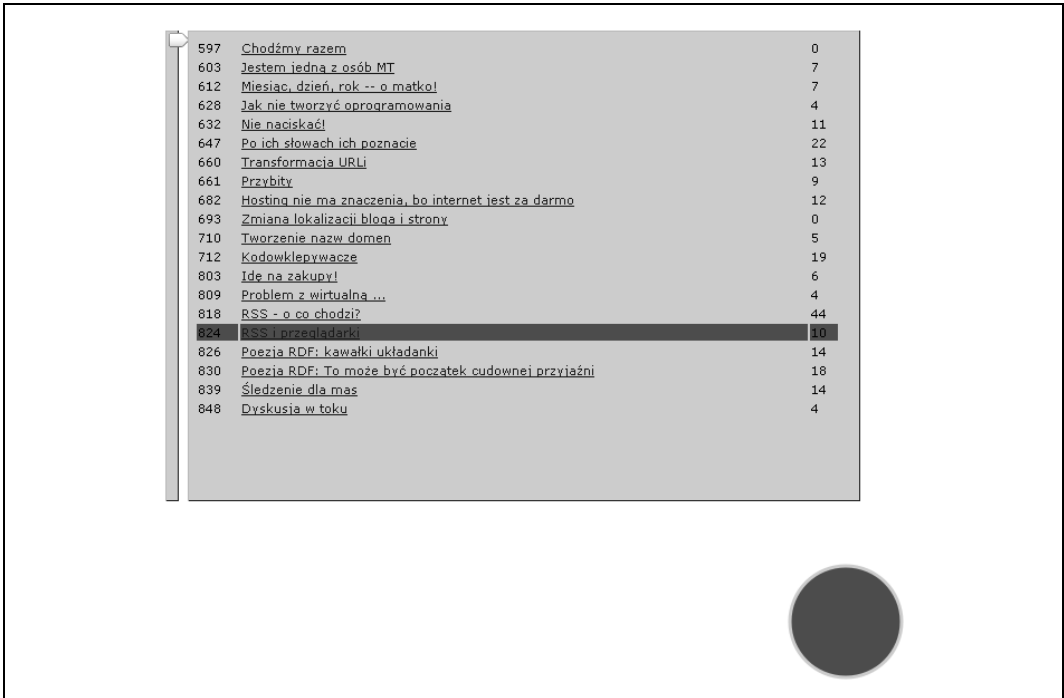 597 Chodźmy razem 0
603 Jestem jedną z osób MT 7
612 Miesiąc, dzień, rok -- o matko! 7
628 Jak nie tworzyć oprogramowania 4
632 Nie naciskać! 11
647 Po ich słowach ich poznacie 22
660 Transformacja URLi 13
661 Przybity 9
682 Hosting nie ma znaczenia, bo internet jest za darmo 12
693 Zmiana lokalizacji bloga i strony 0
710 Tworzenie nazw domen 5
712 Kodowklepywacze 19
803 Idę na zakupy! 6
809 Problem z wirtualną ... 4
818 RSS - o co chodzi? 44
824 RSS i przeglądarki 10
826 Poezja RDF: kawałki układanki 14
830 Poezja RDF: To może być początek cudownej przyjaźni 18
839 Śledzenie dla mas 14
848 Dyskusja w toku 4